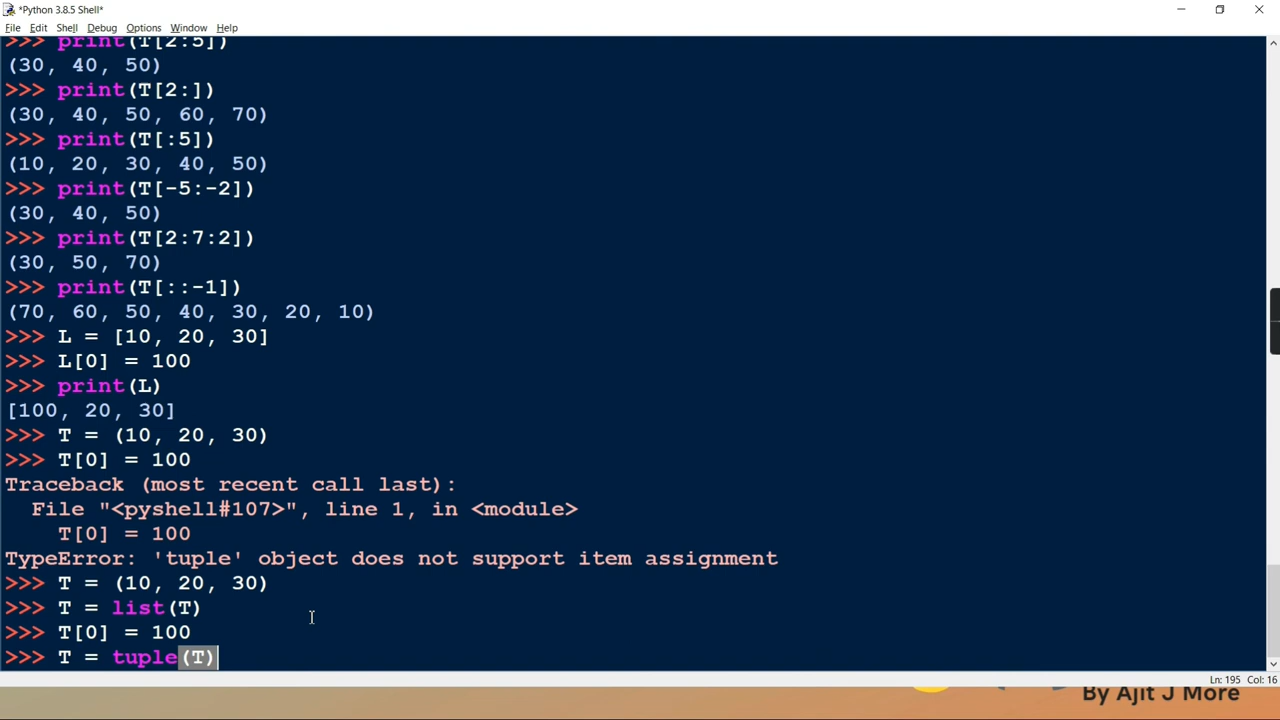 *Python 3.8.5 Shell*
File Edit Shell Debug Options Window Help
>>> print(T[2:5])
(30, 40, 50)
>>> print(T[2:])
(30, 40, 50, 60, 70)
>>> print(T[:5])
(10, 20, 30, 40, 50)
>>> print(T[-5:-2])
(30, 40, 50)
>>> print(T[2:7:2])
(30, 50, 70)
>>> print(T[::-1])
(70, 60, 50, 40, 30, 20, 10)
>>> L = [10, 20, 30]
>>> L[0] = 100
>>> print(L)
[100, 20, 30]
>>> T = (10, 20, 30)
>>> T[0] = 100
Traceback (most recent call last):
  File "<pyshell#107>", line 1, in <module>
    T[0] = 100
TypeError: 'tuple' object does not support item assignment
>>> T = (10, 20, 30)
>>> T = list(T)
>>> T[0] = 100
>>> T = tuple(T)
Ln: 195 Col: 16
By Ajit J More